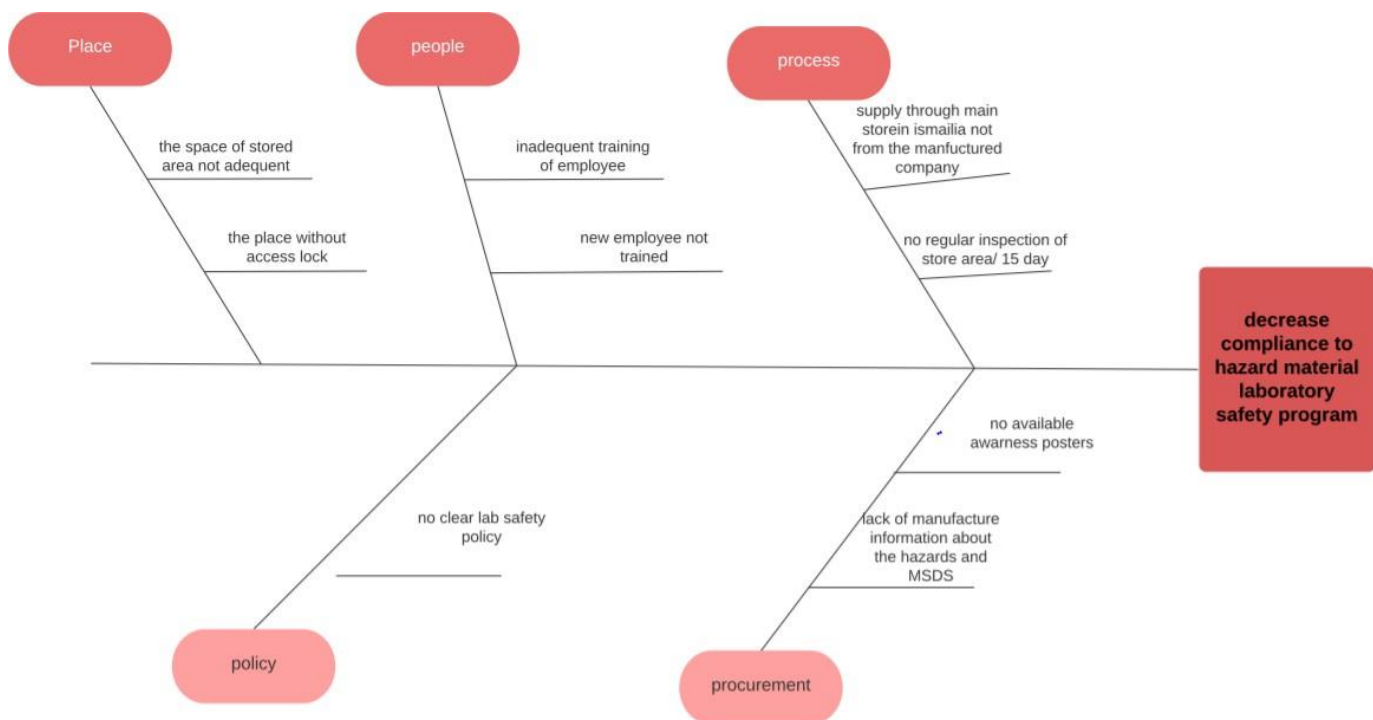 Place
people
process
the space of stored
area not adequent
inadequent training
of employee
supply through main
storein ismailia not
from the manfuctured
company
the place without
access lock
new employee not
trained
no regular inspection of
store area/ 15 day
decrease
compliance to
hazard material
laboratory
safety program
no available
awarness posters
no clear lab safety
policy
lack of manufacture
information about
the hazards and
MSDS
policy
procurement